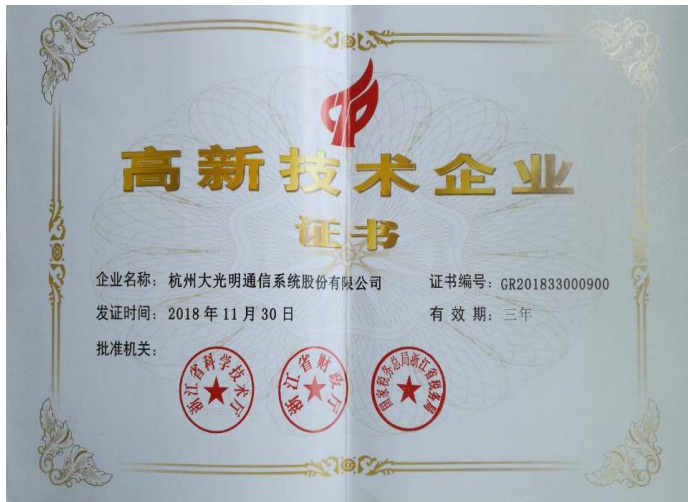 高新技术企业
证书
企业名称：杭州大光明通信系统股份有限公司
证书编号：GR201833000900
发证时间：2018年11月30日
有效期：三年
批准机关：
浙江省科学技术厅
浙江省财政厅
国家税务总局浙江省税务局